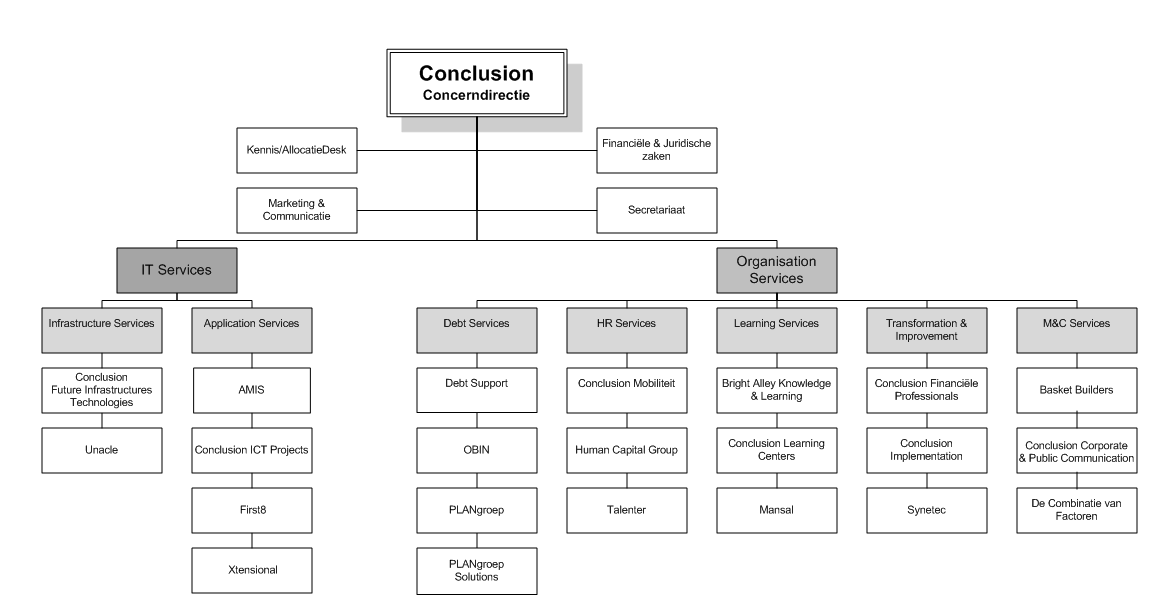 Conclusion
Concerndirectie
Kennis/AllocatieDesk
Financiële & Juridische
zaken
Marketing &
Communicatie
Secretariaat
IT Services
Organisation
Services
Infrastructure Services
Application Services
Debt Services
HR Services
Learning Services
Transformation &
Improvement
M&C Services
Conclusion
Future Infrastructures
Technologies
AMIS
Debt Support
Conclusion Mobiliteit
Bright Alley Knowledge
& Learning
Conclusion Financiële
Professionals
Basket Builders
Unacle
Conclusion ICT Projects
OBIN
Human Capital Group
Conclusion Learning
Centers
Conclusion
Implementation
Conclusion Corporate
& Public Communication
First8
PLANgroep
Talenter
Mansal
Synetec
De Combinatie van
Factoren
Xtensional
PLANgroep
Solutions